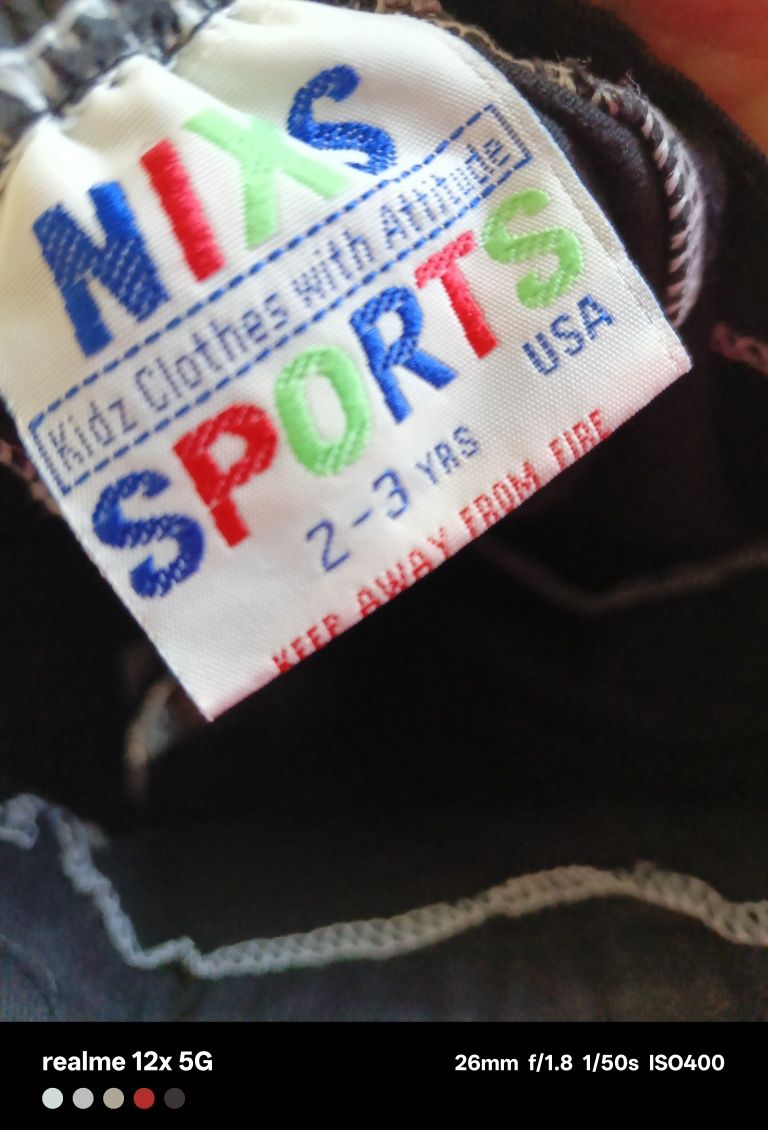 NIXS
Kidz Clothes with Attitude
SPORTS
USA
2-3 YRS
KEEP AWAY FROM FIRE
realme 12x 5G
26mm f/1.8 1/50s ISO400